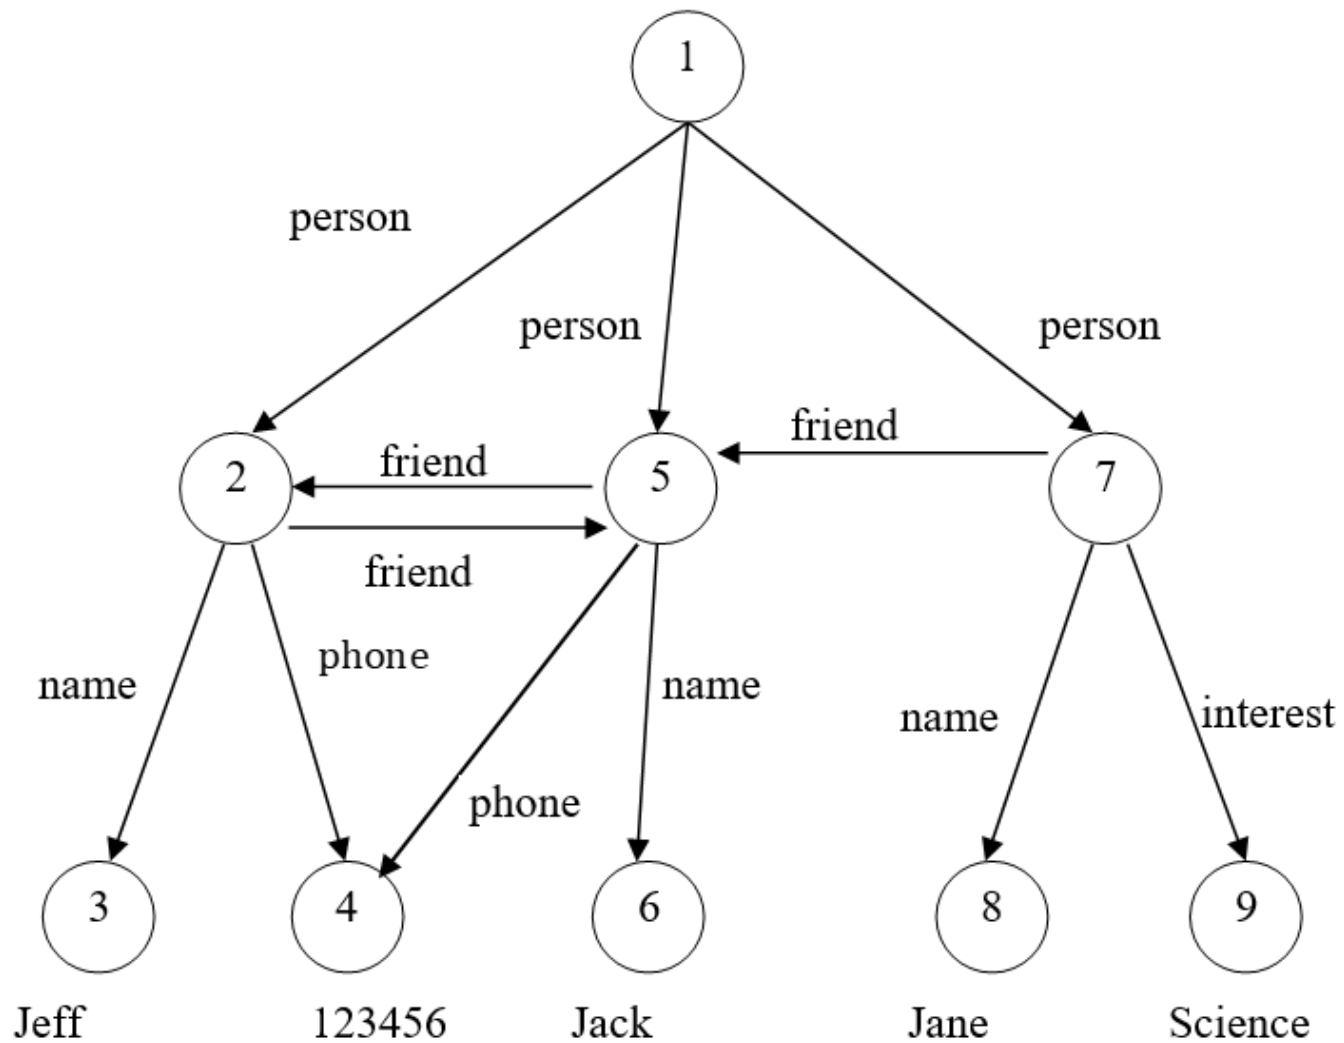 1
person
person
person
friend
friend
2
5
7
friend
phone
name
name
name
interest
phone
3
4
6
8
9
Jeff
123456
Jack
Jane
Science